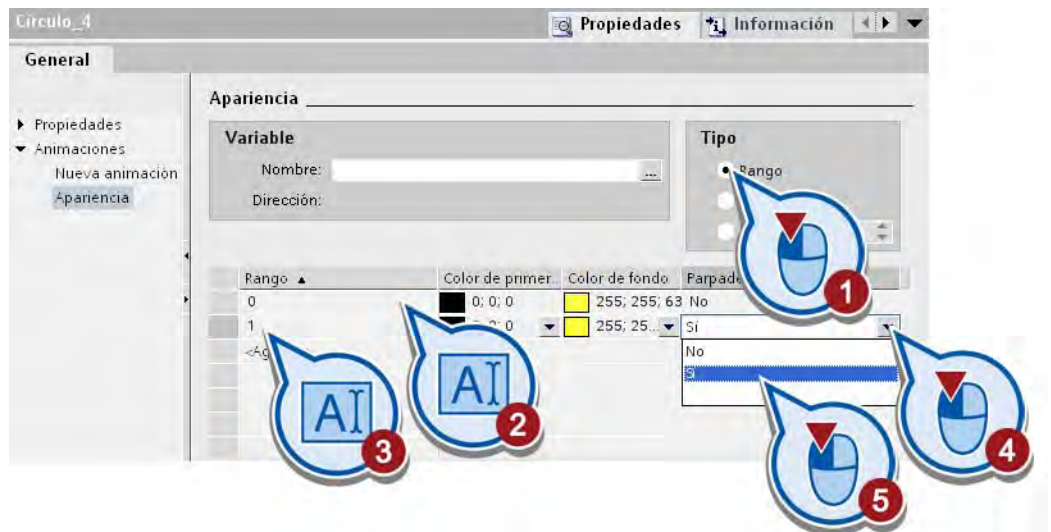 Círculo_4
Propiedades
Información
General
Apariencia
Propiedades
Animaciones
Nueva animación
Apariencia
Variable
Nombre:
...
Dirección:
Tipo
Rango
Rango
Color de primer..
Color de fondo
Parpade
0
0; 0; 0
255; 255; 63
No
1
0
255; 25...
Sí
<Ag
No
Sí
1
2
3
4
5